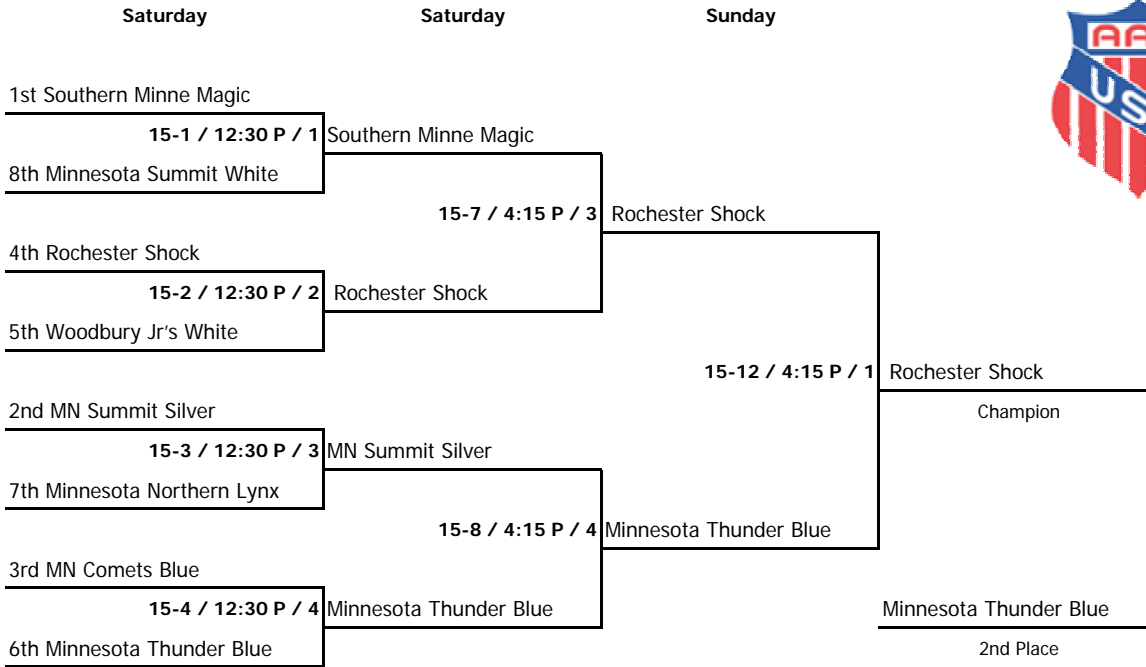 Saturday Saturday Sunday
AA
US
1st Southern Minne Magic
15-1 / 12:30 P / 1 Southern Minne Magic
8th Minnesota Summit White
15-7 / 4:15 P / 3 Rochester Shock
4th Rochester Shock
15-2 / 12:30 P / 2 Rochester Shock
5th Woodbury Jr's White
15-12 / 4:15 P / 1 Rochester Shock
2nd MN Summit Silver
Champion
15-3 / 12:30 P / 3 MN Summit Silver
7th Minnesota Northern Lynx
15-8 / 4:15 P / 4 Minnesota Thunder Blue
3rd MN Comets Blue
15-4 / 12:30 P / 4 Minnesota Thunder Blue Minnesota Thunder Blue
6th Minnesota Thunder Blue 2nd Place